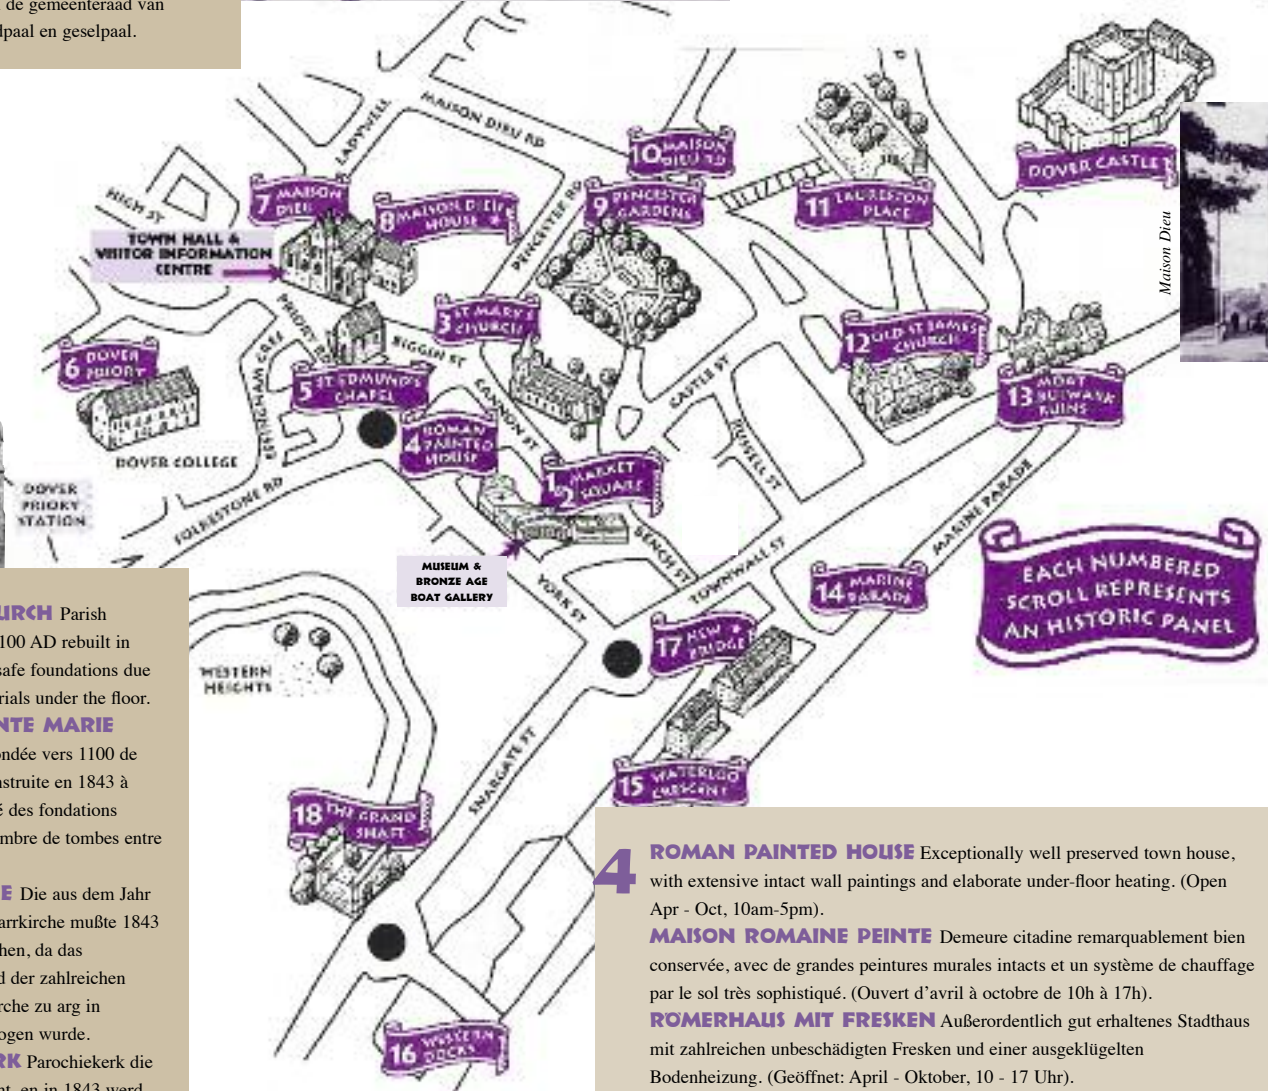 de gemeenteraad van
dpaal en geselpaal.
LADYWELL
MAISON DIEU RD
HIGH ST
7 MAISON
DIEU
8 MAISON DIEU
HOUSE *
TOWN HALL &
VISITOR INFORMATION
CENTRE
PENCESTER RD
10 MAISON
DIEU RD
9 PENCESTER
GARDENS
11 LAURESTON
PLACE
DOVER CASTLE
Maison Dieu
PRIORY
BIGGIN ST
3 ST MARY'S
CHURCH
12 OLD ST JAMES
CHURCH
6 DOVER
PRIORY
5 ST EDMUND'S
CHAPEL
EFFINGHAM CRES
CANNON ST
CASTLE ST
RUSSELL ST
13 MOAT
BULWARK
RUINS
4 ROMAN
PAINTED
HOUSE
DOVER COLLEGE
1 2 MARKET
SQUARE
DOVER
PRIORY
STATION
FOLKESTONE RD
BENCH ST
TOWNWALL ST
MARINE PARADE
MUSEUM &
BRONZE AGE
BOAT GALLERY
YORK ST
14 MARINE
PARADE
EACH NUMBERED
SCROLL REPRESENTS
AN HISTORIC PANEL
17 NEW *
BRIDGE
WESTERN
HEIGHTS
SNARGATE ST
15 WATERLOO
CRESCENT
18 THE GRAND
SHAFT
16 WESTERN
DOCKS
URCH Parish
100 AD rebuilt in
safe foundations due
rials under the floor.
NTE MARIE
ondée vers 1100 de
nstruite en 1843 à
é des fondations
mbre de tombes entre
E Die aus dem Jahr
arrkirche mußte 1843
hen, da das
d der zahlreichen
rche zu arg in
ogen wurde.
RK Parochiekerk die
nt, en in 1843 werd
4 ROMAN PAINTED HOUSE Exceptionally well preserved town house,
with extensive intact wall paintings and elaborate under-floor heating. (Open
Apr - Oct, 10am-5pm).
MAISON ROMAINE PEINTE Demeure citadine remarquablement bien
conservée, avec de grandes peintures murales intacts et un système de chauffage
par le sol très sophistiqué. (Ouvert d'avril à octobre de 10h à 17h).
RÖMERHAUS MIT FRESKEN Außerordentlich gut erhaltenes Stadthaus
mit zahlreichen unbeschädigten Fresken und einer ausgeklügelten
Bodenheizung. (Geöffnet: April - Oktober, 10 - 17 Uhr).